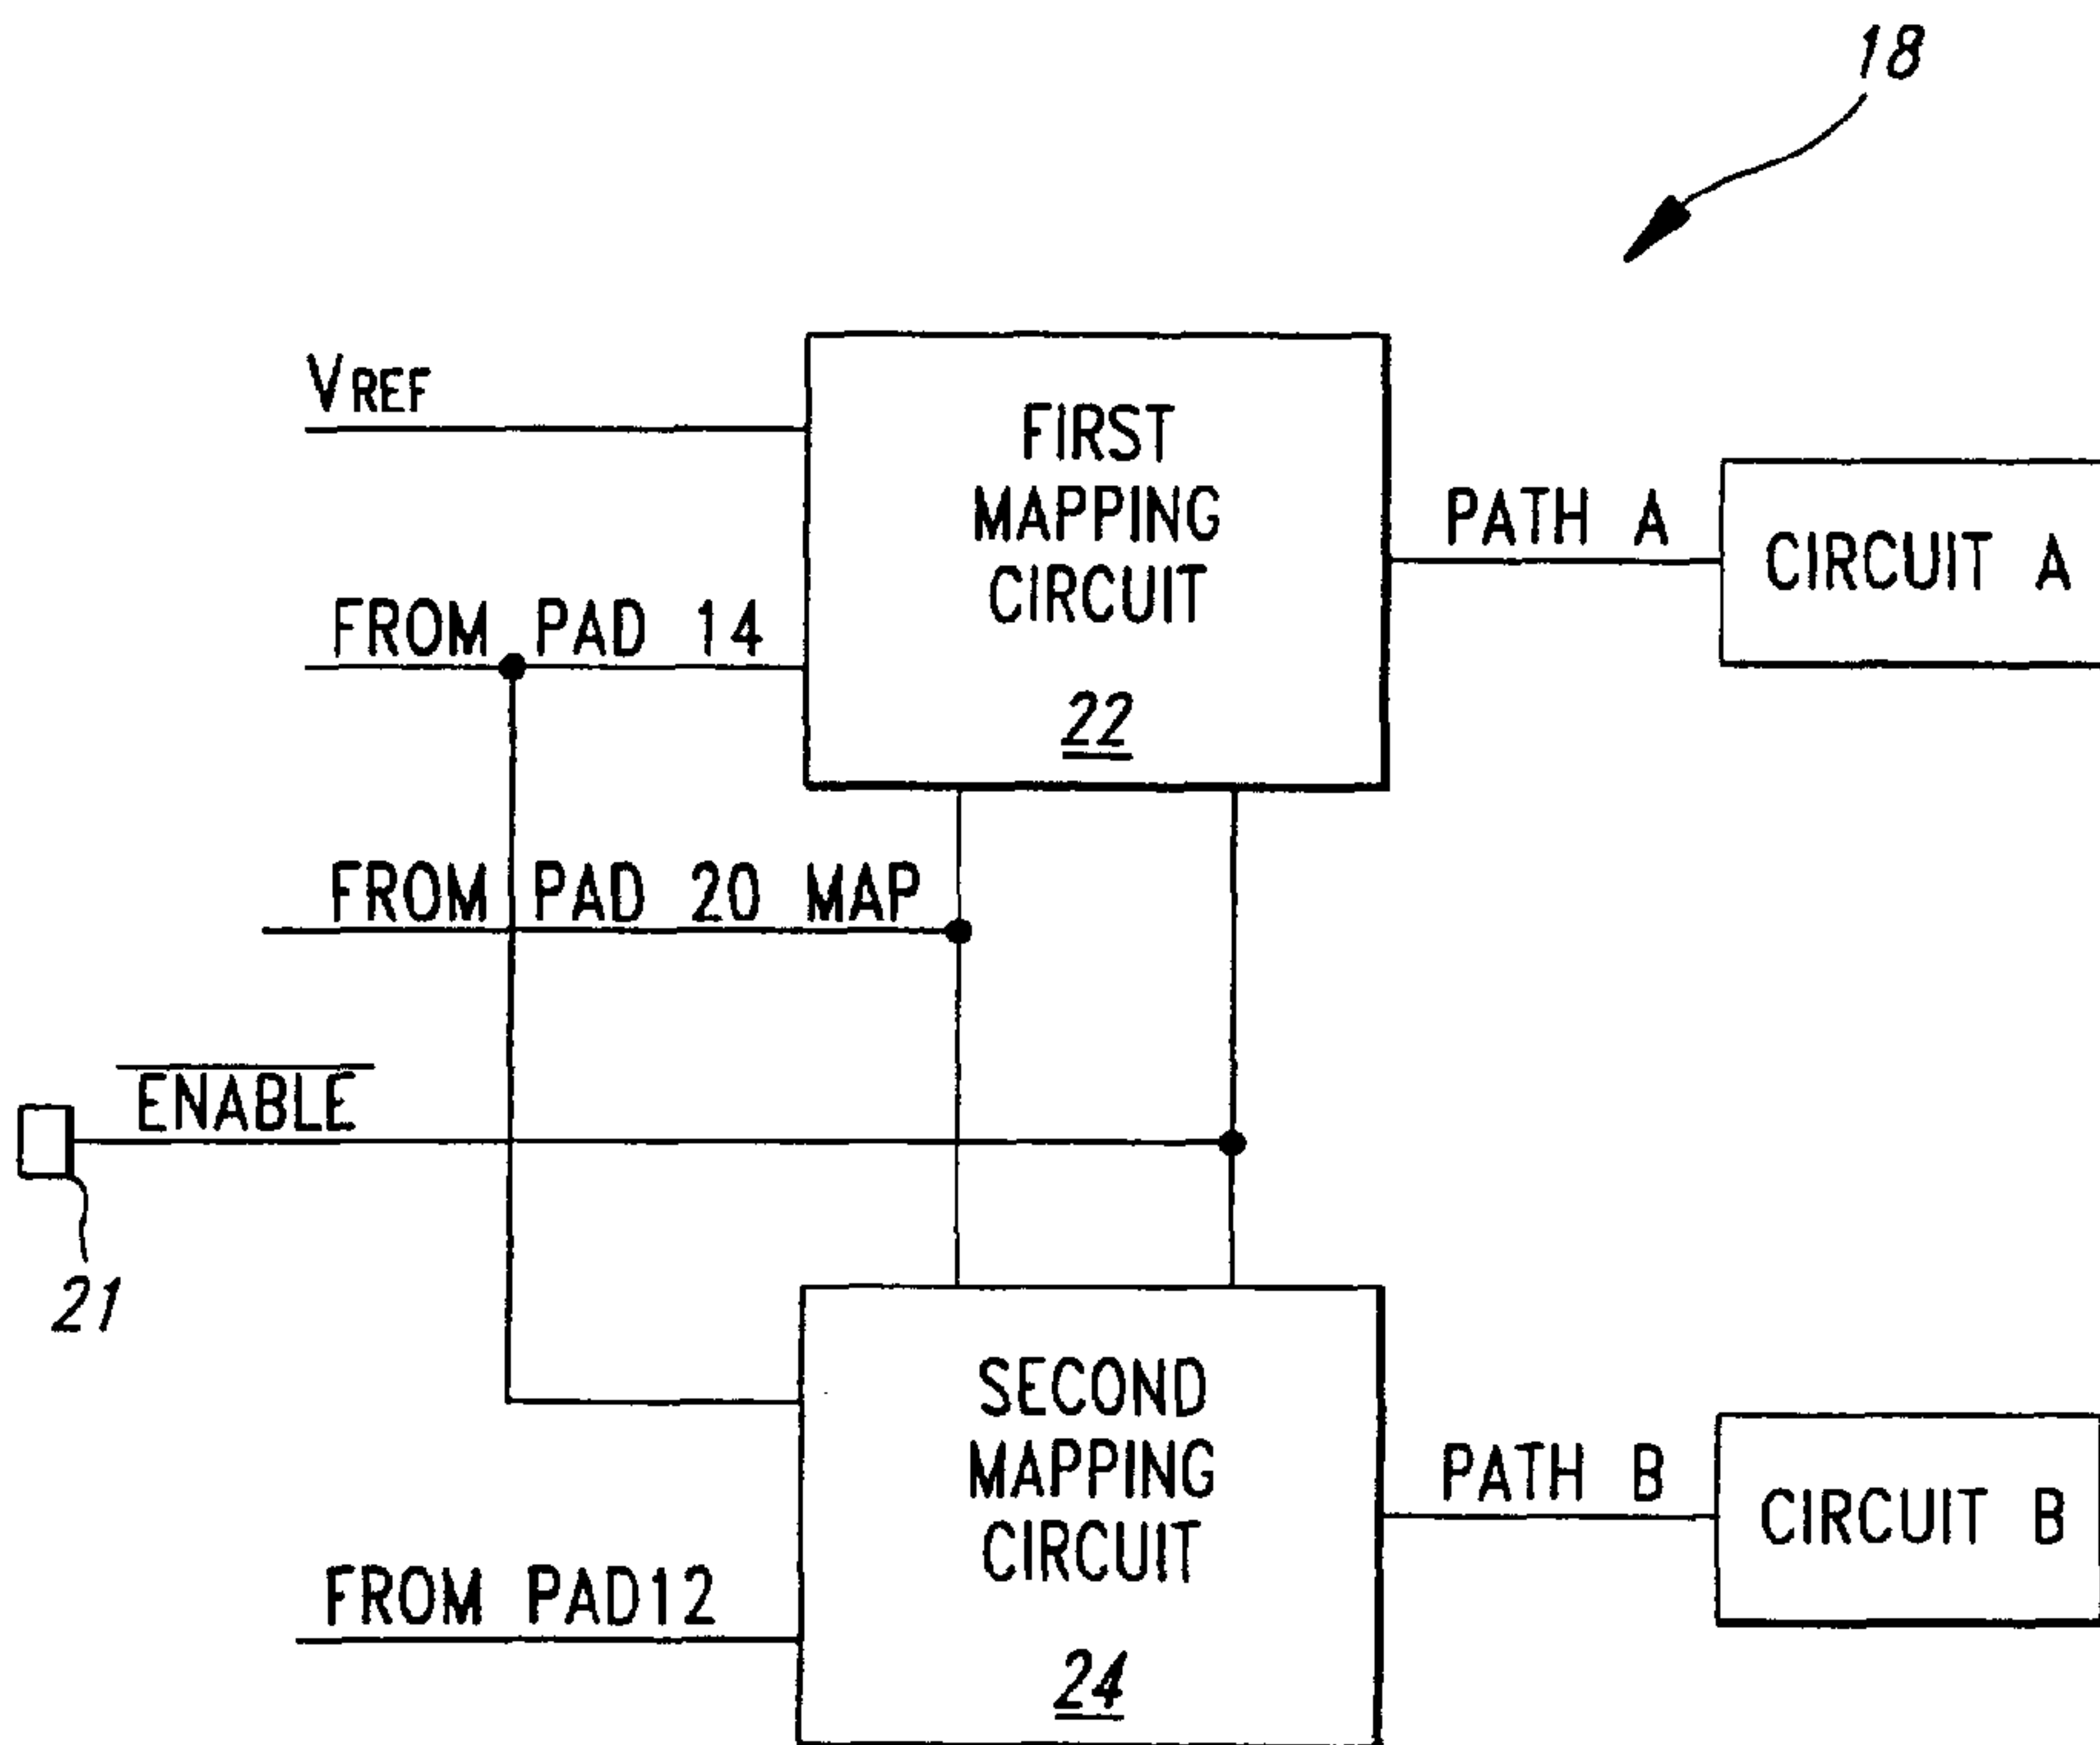 18
VREF
FIRST
MAPPING
CIRCUIT
22
PATH A
CIRCUIT A
FROM PAD 14
FROM PAD 20 MAP
ENABLE
21
SECOND
MAPPING
CIRCUIT
24
PATH B
CIRCUIT B
FROM PAD12